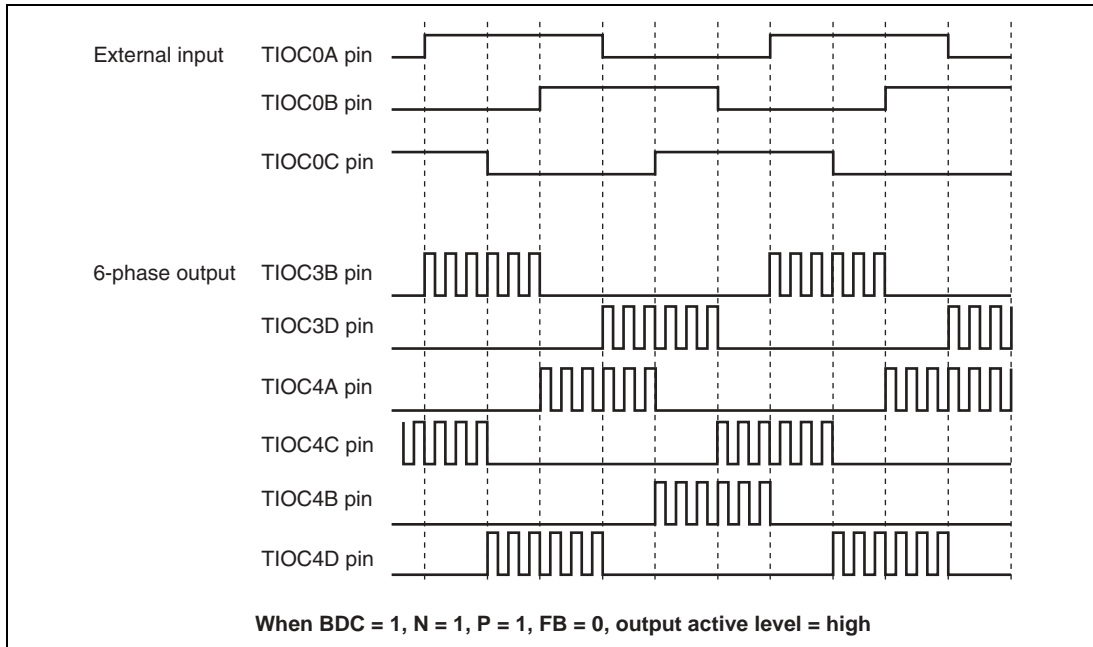 External input TIOC0A pin
TIOC0B pin
TIOC0C pin
6-phase output TIOC3B pin
TIOC3D pin
TIOC4A pin
TIOC4C pin
TIOC4B pin
TIOC4D pin
When BDC = 1, N = 1, P = 1, FB = 0, output active level = high